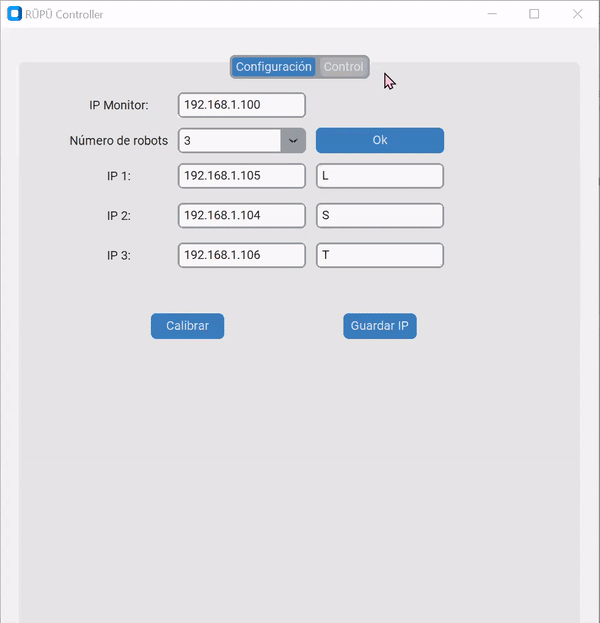 RŪPŪ Controller
Configuración Control
IP Monitor: 192.168.1.100
Número de robots 3 Ok
IP 1: 192.168.1.105 L
IP 2: 192.168.1.104 S
IP 3: 192.168.1.106 T
Calibrar Guardar IP